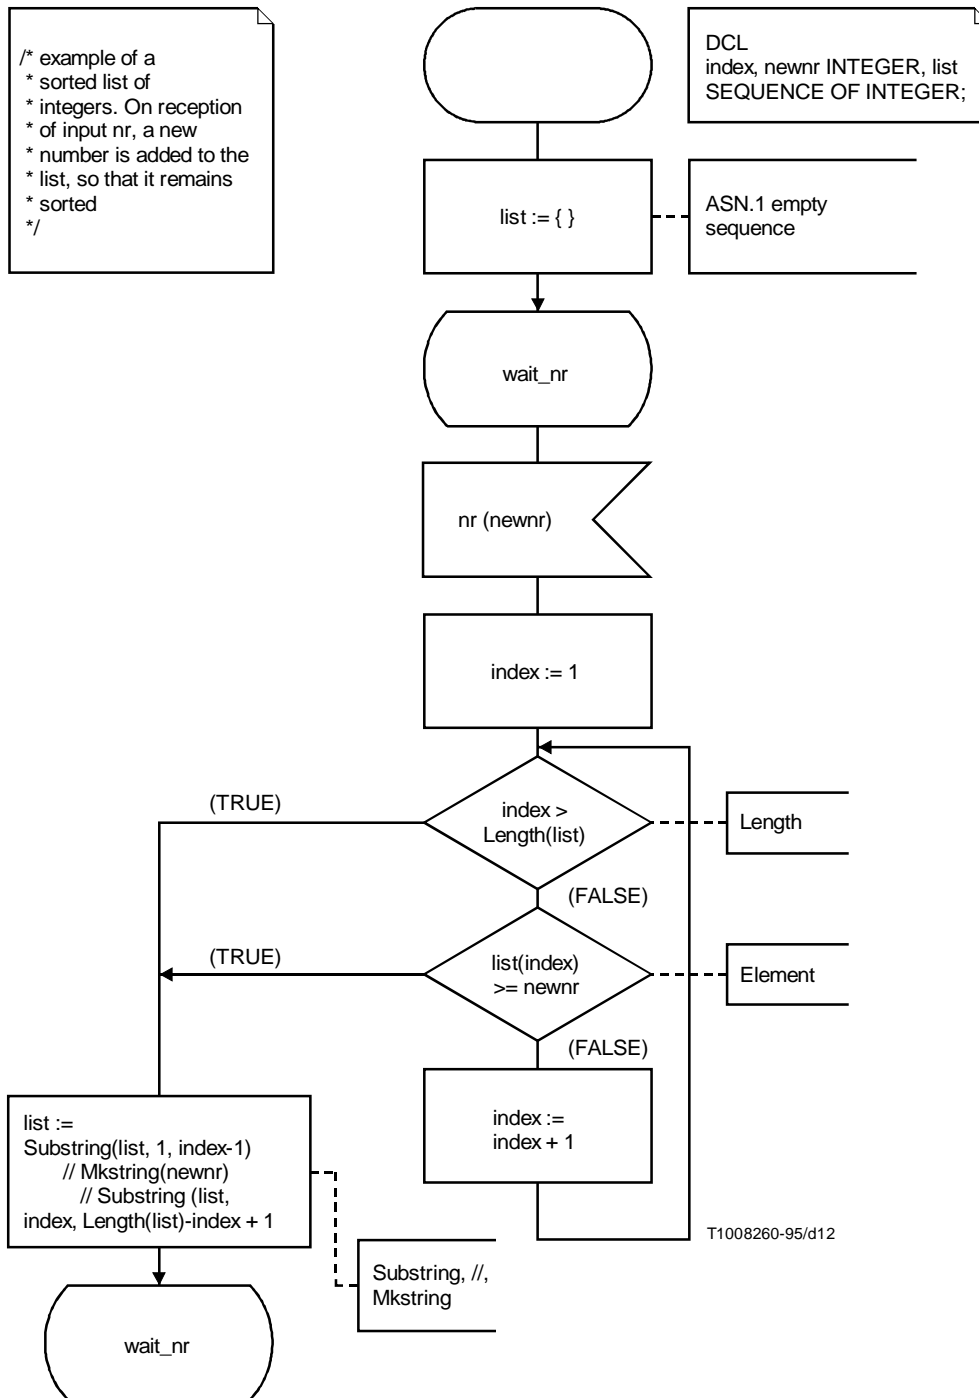 /* example of a
* sorted list of
* integers. On reception
* of input nr, a new
* number is added to the
* list, so that it remains
* sorted
*/
DCL
index, newnr INTEGER, list
SEQUENCE OF INTEGER;
list := { }
ASN.1 empty
sequence
wait_nr
nr (newnr)
index := 1
(TRUE)
index >
Length(list)
Length
(FALSE)
(TRUE)
list(index)
>= newnr
Element
(FALSE)
index :=
index + 1
list :=
Substring(list, 1, index-1)
// Mkstring(newnr)
// Substring (list,
index, Length(list)-index + 1
T1008260-95/d12
Substring, //,
Mkstring
wait_nr